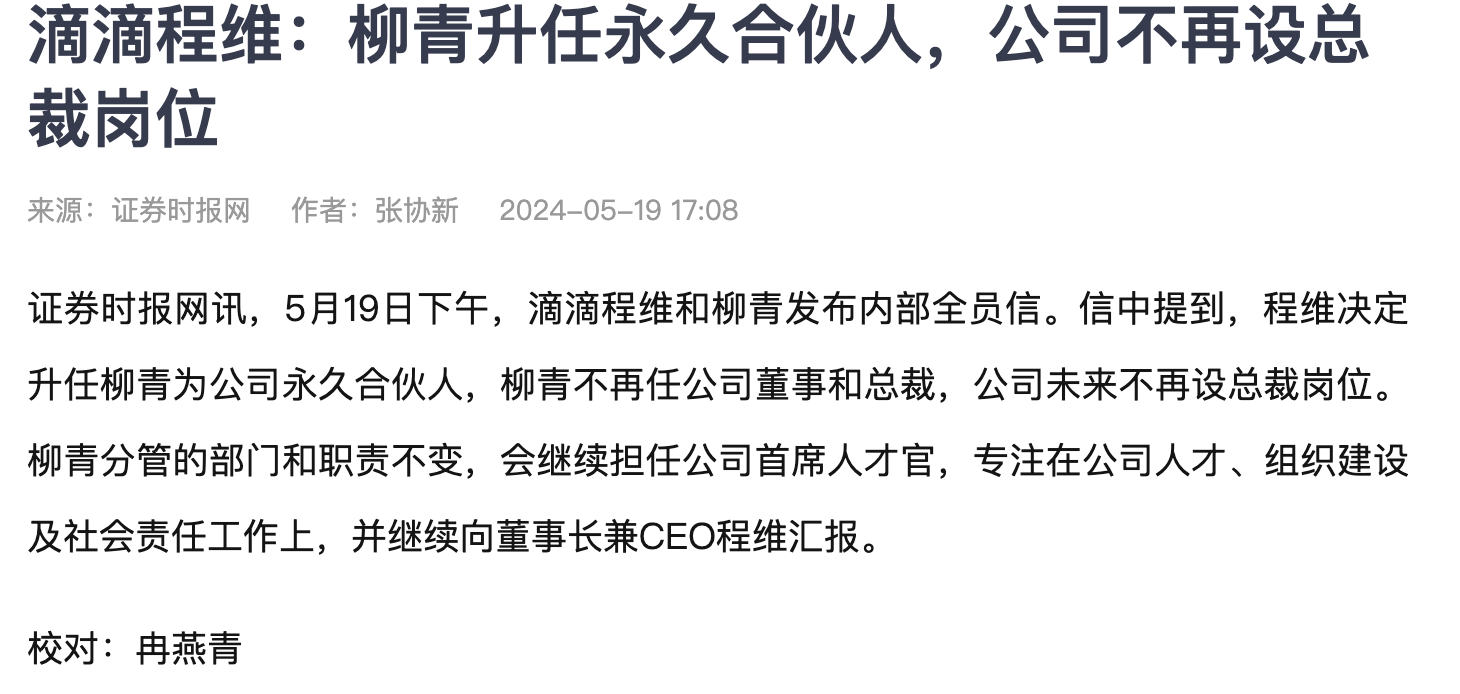 滴滴程维：柳青升任永久合伙人，公司不再设总
裁岗位
来源：证券时报网 作者：张协新 2024-05-19 17:08
证券时报网讯，5月19日下午，滴滴程维和柳青发布内部全员信。信中提到，程维决定
升任柳青为公司永久合伙人，柳青不再任公司董事和总裁，公司未来不再设总裁岗位。
柳青分管的部门和职责不变，会继续担任公司首席人才官，专注在公司人才、组织建设
及社会责任工作上，并继续向董事长兼CEO程维汇报。
校对：冉燕青